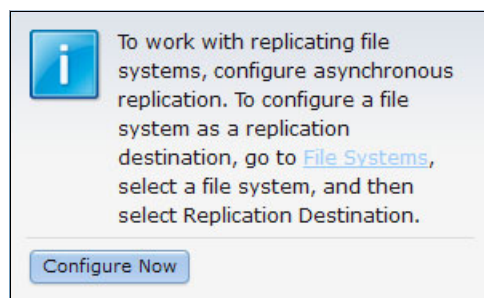 To work with replicating file
systems, configure asynchronous
replication. To configure a file
system as a replication
destination, go to File Systems,
select a file system, and then
select Replication Destination.
Configure Now